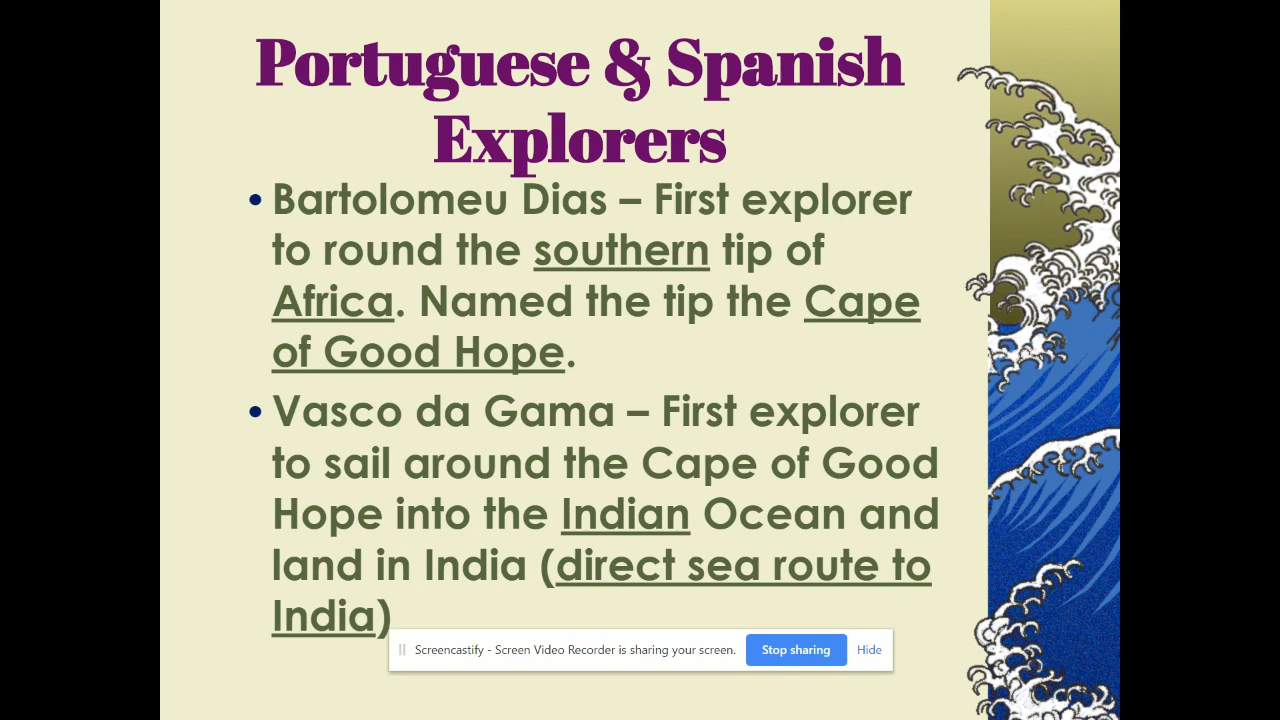 Portuguese & Spanish
Explorers
• Bartolomeu Dias – First explorer
to round the southern tip of
Africa. Named the tip the Cape
of Good Hope.
• Vasco da Gama – First explorer
to sail around the Cape of Good
Hope into the Indian Ocean and
land in India (direct sea route to
India)
Screencastify - Screen Video Recorder is sharing your screen. Stop sharing Hide